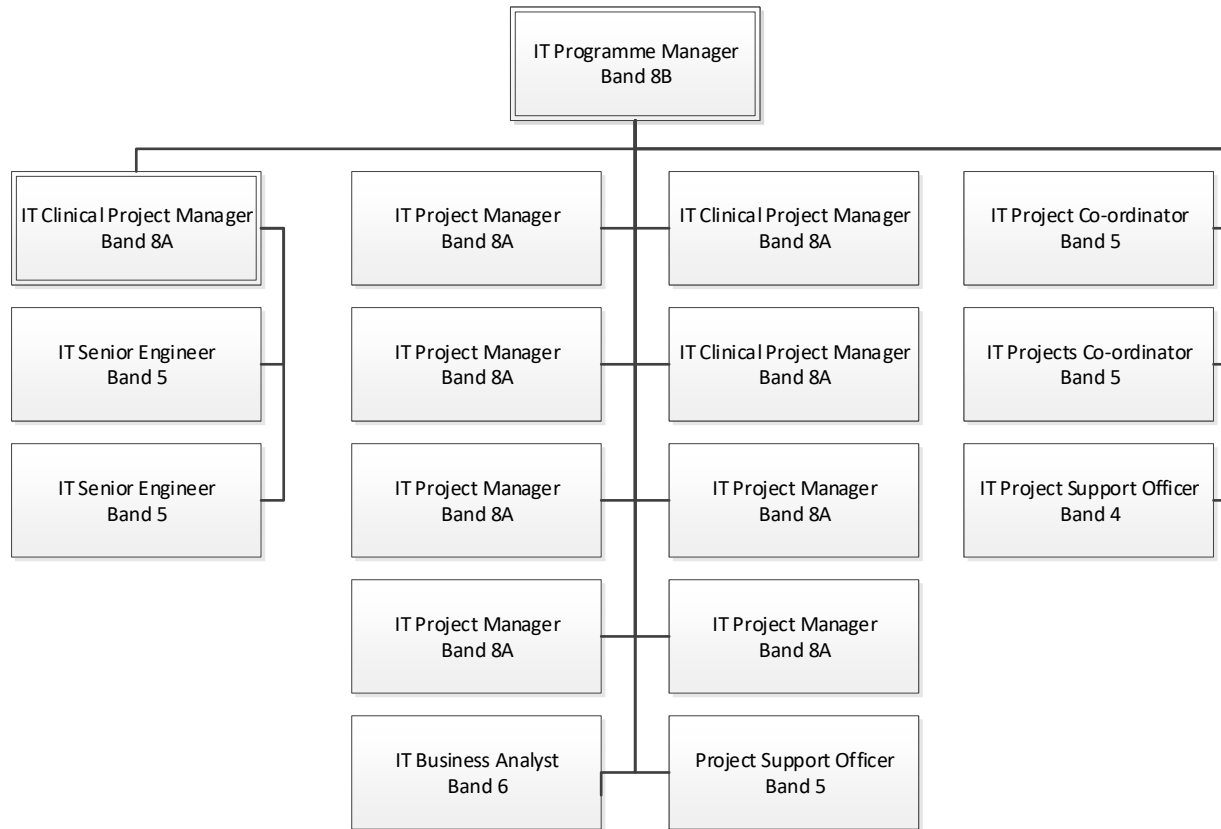 IT Programme Manager
Band 8B
IT Clinical Project Manager
Band 8A
IT Project Manager
Band 8A
IT Clinical Project Manager
Band 8A
IT Project Co-ordinator
Band 5
IT Senior Engineer
Band 5
IT Project Manager
Band 8A
IT Clinical Project Manager
Band 8A
IT Projects Co-ordinator
Band 5
IT Senior Engineer
Band 5
IT Project Manager
Band 8A
IT Project Manager
Band 8A
IT Project Support Officer
Band 4
IT Project Manager
Band 8A
IT Project Manager
Band 8A
IT Business Analyst
Band 6
Project Support Officer
Band 5